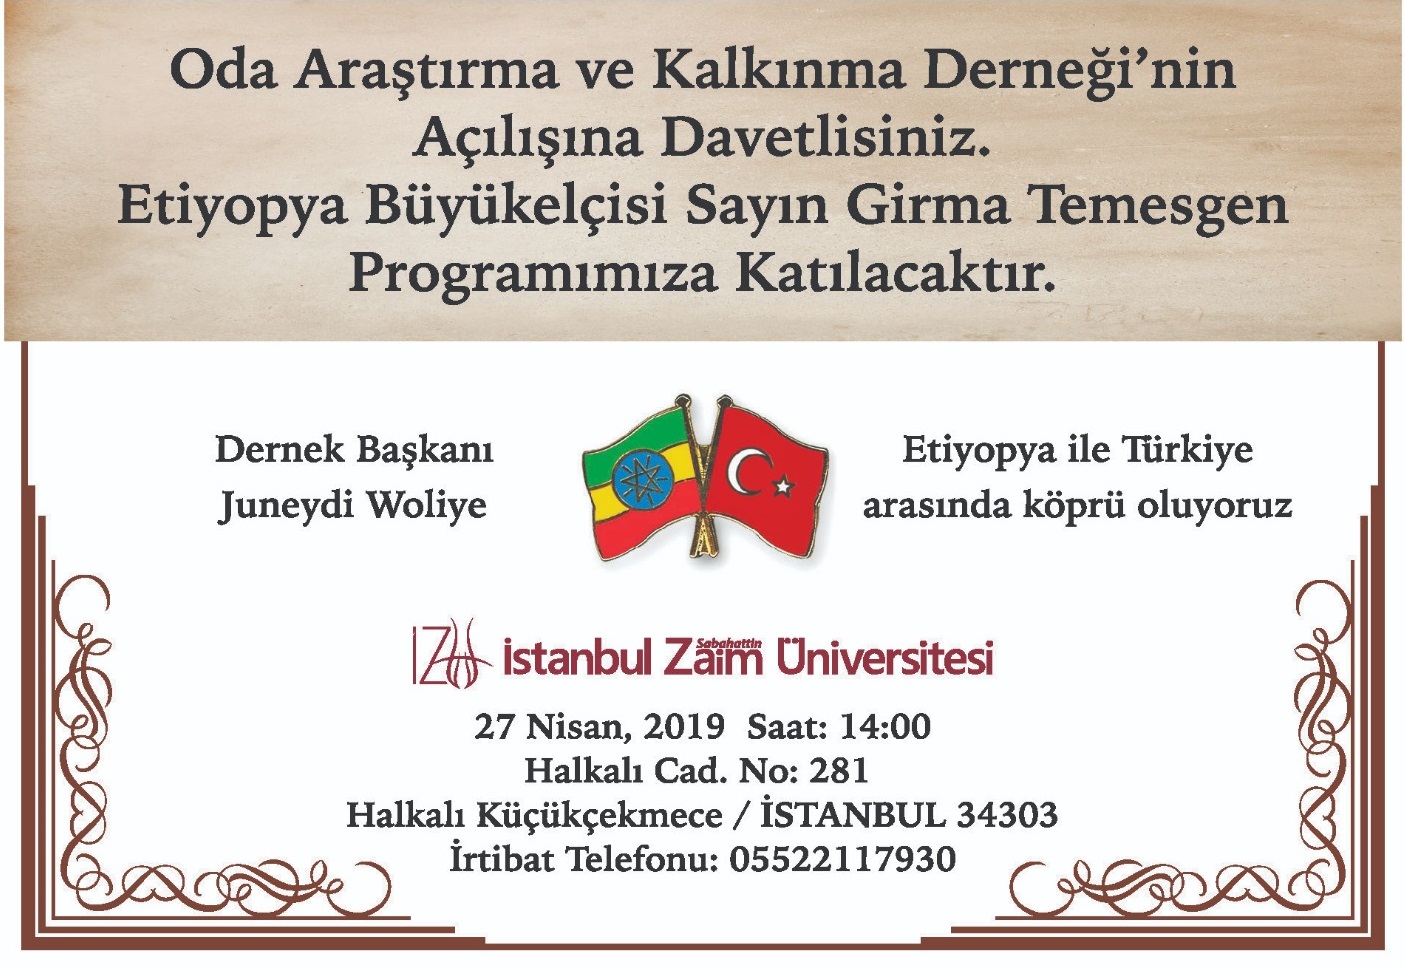 Oda Araştırma ve Kalkınma Derneği’nin
Açılışına Davetlisiniz.
Etiyopya Büyükelçisi Sayın Girma Temesgen
Programımıza Katılacaktır.
Dernek Başkanı
Juneydi Woliye
Etiyopya ile Türkiye
arasında köprü oluyoruz
İZÜ İstanbul Sabahattin Zaim Üniversitesi
27 Nisan, 2019 Saat: 14:00
Halkalı Cad. No: 281
Halkalı Küçükçekmece / İSTANBUL 34303
İrtibat Telefonu: 05522117930